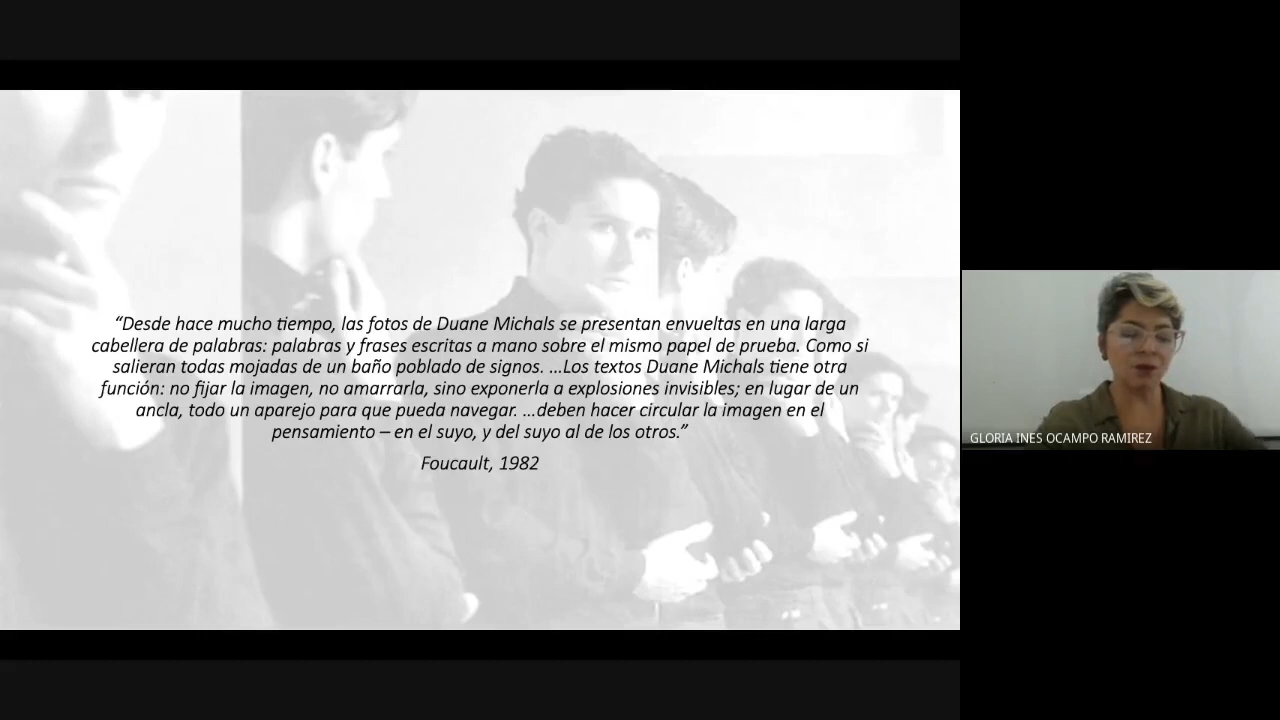 “Desde hace mucho tiempo, las fotos de Duane Michals se presentan envueltas en una larga
cabellera de palabras: palabras y frases escritas a mano sobre el mismo papel de prueba. Como si
salieran todas mojadas de un baño poblado de signos. ...Los textos Duane Michals tiene otra
función: no fijar la imagen, no amarrarla, sino exponerla a explosiones invisibles; en lugar de un
ancla, todo un aparejo para que pueda navegar. ...deben hacer circular la imagen en el
pensamiento – en el suyo, y del suyo al de los otros.”
Foucault, 1982
GLORIA INES OCAMPO RAMIREZ